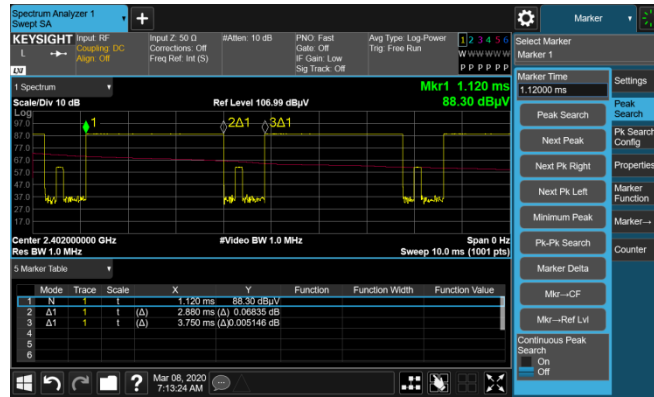 Spectrum Analyzer 1
Swept SA
+
Marker
KEYSIGHT Input: RF Input Z: 50 Ω #Atten: 10 dB PNO: Fast Avg Type: Log-Power 1 2 3 4 5 6
L Coupling: DC Corrections: Off Gate: Off Trig: Free Run W W W W W W
Align: Off Freq Ref: Int (S) IF Gain: Low P P P P P P
LXI Sig Track: Off
Select Marker
Marker 1
1 Spectrum
Mkr1 1.120 ms
Scale/Div 10 dB Ref Level 106.99 dBµV 88.30 dBµV
Log
97.0
87.0
77.0
67.0
57.0
47.0
37.0
27.0
17.0
1 2Δ1 3Δ1
Center 2.402000000 GHz #Video BW 1.0 MHz Span 0 Hz
Res BW 1.0 MHz Sweep 10.0 ms (1001 pts)
5 Marker Table
Mode Trace Scale X Y Function Function Width Function Value
1 N 1 t 1.120 ms 88.30 dBµV
2 Δ1 1 t (Δ) 2.880 ms (Δ) 0.06835 dB
3 Δ1 1 t (Δ) 3.750 ms (Δ)0.005146 dB
4
5
6
Mar 08, 2020
7:13:24 AM
?
Marker Time
1.12000 ms
Peak Search
Next Peak
Next Pk Right
Next Pk Left
Minimum Peak
Pk-Pk Search
Marker Delta
Mkr→CF
Mkr→Ref Lvl
Continuous Peak
Search
On
Off
Settings
Peak
Search
Pk Search
Config
Properties
Marker
Function
Marker→
Counter